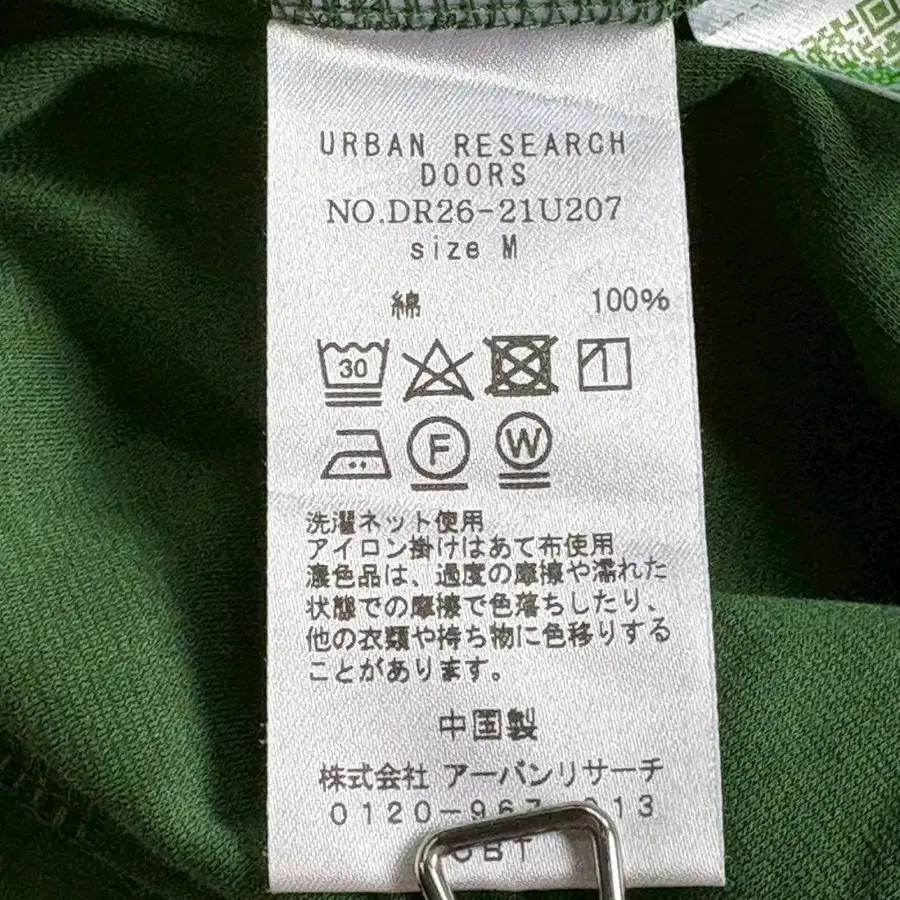 URBAN RESEARCH
DOORS
NO.DR26-21U207
size M
綿 100%
30
F W
洗濯ネット使用
アイロン掛けはあて布使用
濃色品は、過度の摩擦や濡れた
状態での摩擦で色落ちしたり、
他の衣類や持ち物に色移りする
ことがあります。
中国製
株式会社 アーバンリサーチ
0120-967-013